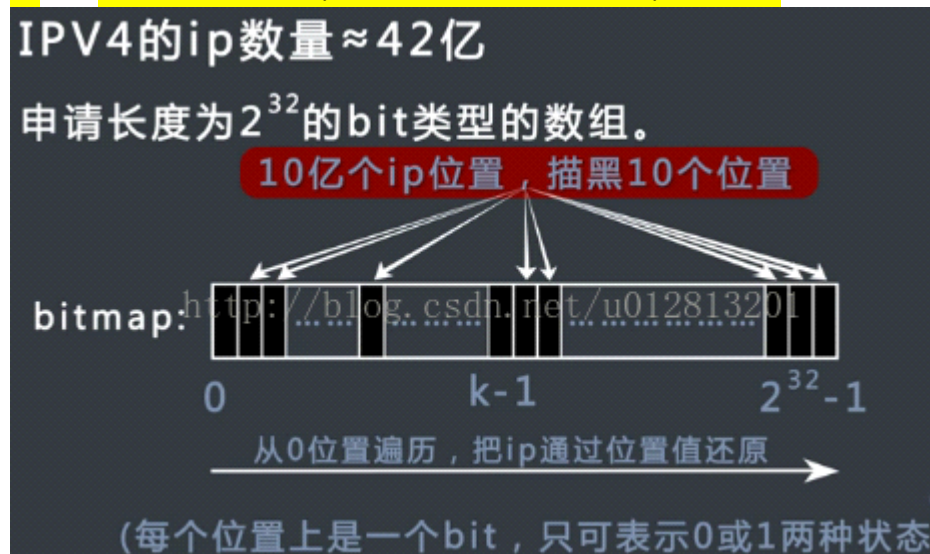 IPV4的ip数量≈42亿
申请长度为2³²的bit类型的数组。
10亿个ip位置，描黑10个位置
bitmap:
http://blog.csdn.net/u012813201
... ... ... ... ... ... ... ... ... ...
0 k-1 2³²-1
从0位置遍历，把ip通过位置值还原
(每个位置上是一个bit，只可表示0或1两种状态